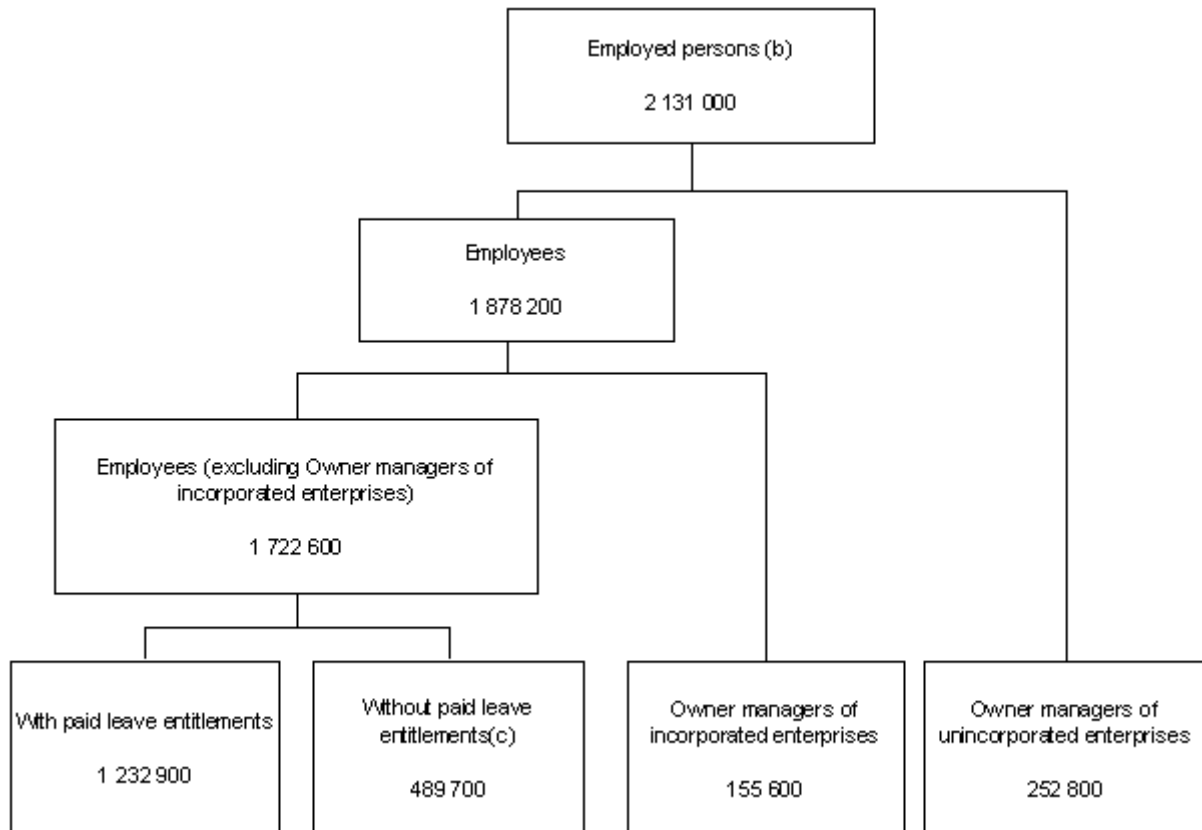 Employed persons (b)
2 131 000
Employees
1 878 200
Employees (excluding Owner managers of
incorporated enterprises)
1 722 600
With paid leave entitlements
1 232 900
Without paid leave
entitlements(c)
489 700
Owner managers of
incorporated enterprises
155 600
Owner managers of
unincorporated enterprises
252 800